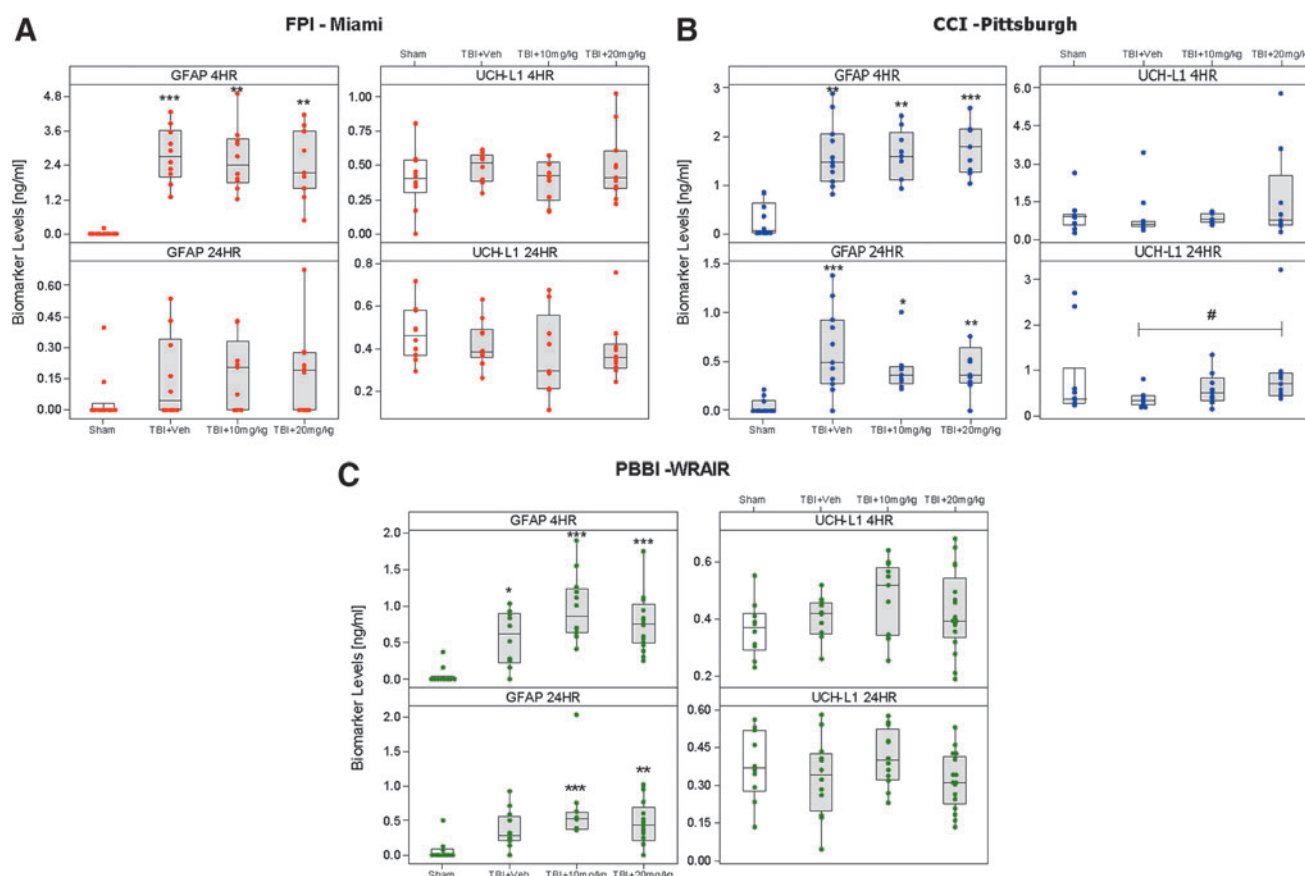 A
FPI - Miami
Sham TBI+Veh TBI+10mg/kg TBI+20mg/kg
GFAP 4HR
UCH-L1 4HR
Biomarker Levels [ng/ml]
4.8
3.6
2.4
1.2
0.0
***
**
**
1.00
0.75
0.50
0.25
0.00
GFAP 24HR
UCH-L1 24HR
0.60
0.45
0.30
0.15
0.00
0.8
0.6
0.4
0.2
Sham TBI+Veh TBI+10mg/kg TBI+20mg/kg
B
CCI -Pittsburgh
Sham TBI+Veh TBI+10mg/kg TBI+20mg/kg
GFAP 4HR
UCH-L1 4HR
Biomarker Levels [ng/ml]
3
2
1
0
**
**
***
6.0
4.0
1.0
0.0
GFAP 24HR
UCH-L1 24HR
1.5
1.0
0.5
0.0
***
*
**
3
2
1
0
#
Sham TBI+Veh TBI+10mg/kg TBI+20mg/kg
C
PBBI -WRAIR
Sham TBI+Veh TBI+10mg/kg TBI+20mg/kg
GFAP 4HR
UCH-L1 4HR
Biomarker Levels [ng/ml]
2.0
1.5
1.0
0.5
0.0
*
***
***
0.6
0.4
0.2
GFAP 24HR
UCH-L1 24HR
2.0
1.5
1.0
0.5
0.0
***
**
0.60
0.45
0.30
0.15
0.00
Sham TBI+Veh TBI+10mg/kg TBI+20mg/kg